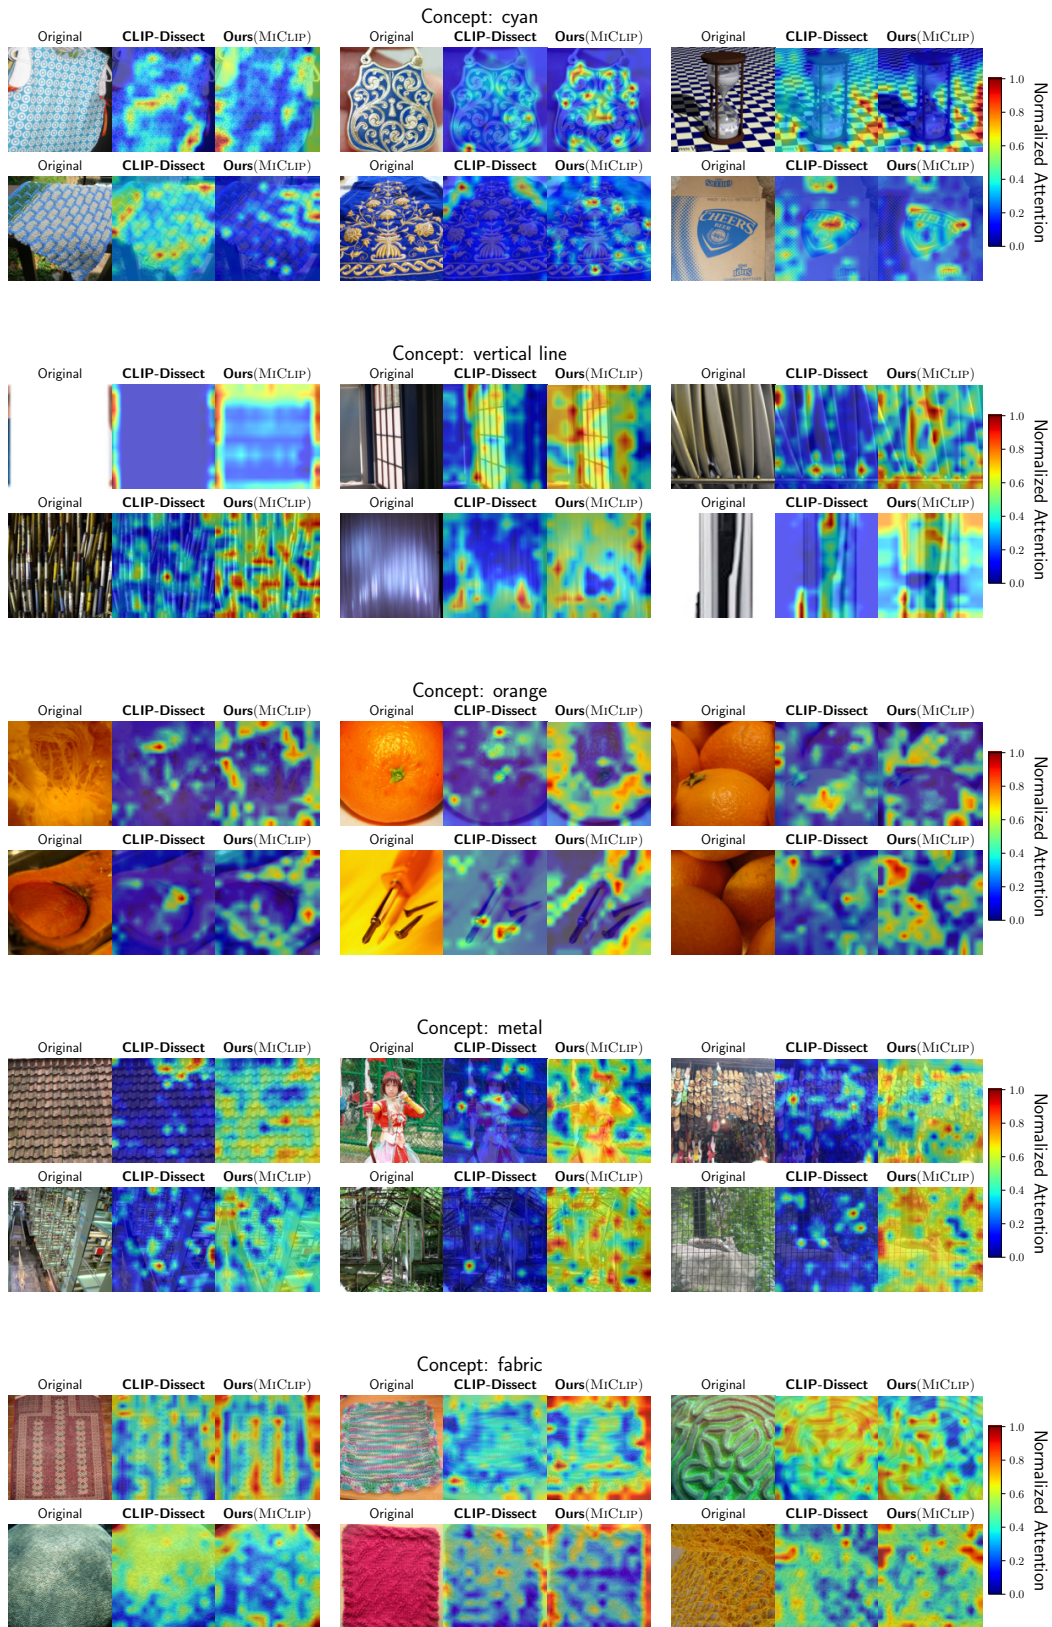 Concept: cyan
Original CLIP-Dissect Ours(MiCLIP) Original CLIP-Dissect Ours(MiCLIP) Original CLIP-Dissect Ours(MiCLIP)
CHEERS
BEER
Original CLIP-Dissect Ours(MiCLIP) Original CLIP-Dissect Ours(MiCLIP) Original CLIP-Dissect Ours(MiCLIP)
1.0
0.8
0.6
0.4
0.2
0.0
Normalized Attention
Concept: vertical line
Original CLIP-Dissect Ours(MiCLIP) Original CLIP-Dissect Ours(MiCLIP) Original CLIP-Dissect Ours(MiCLIP)
Original CLIP-Dissect Ours(MiCLIP) Original CLIP-Dissect Ours(MiCLIP) Original CLIP-Dissect Ours(MiCLIP)
1.0
0.8
0.6
0.4
0.2
0.0
Normalized Attention
Concept: orange
Original CLIP-Dissect Ours(MiCLIP) Original CLIP-Dissect Ours(MiCLIP) Original CLIP-Dissect Ours(MiCLIP)
Original CLIP-Dissect Ours(MiCLIP) Original CLIP-Dissect Ours(MiCLIP) Original CLIP-Dissect Ours(MiCLIP)
1.0
0.8
0.6
0.4
0.2
0.0
Normalized Attention
Concept: metal
Original CLIP-Dissect Ours(MiCLIP) Original CLIP-Dissect Ours(MiCLIP) Original CLIP-Dissect Ours(MiCLIP)
Original CLIP-Dissect Ours(MiCLIP) Original CLIP-Dissect Ours(MiCLIP) Original CLIP-Dissect Ours(MiCLIP)
1.0
0.8
0.6
0.4
0.2
0.0
Normalized Attention
Concept: fabric
Original CLIP-Dissect Ours(MiCLIP) Original CLIP-Dissect Ours(MiCLIP) Original CLIP-Dissect Ours(MiCLIP)
Original CLIP-Dissect Ours(MiCLIP) Original CLIP-Dissect Ours(MiCLIP) Original CLIP-Dissect Ours(MiCLIP)
1.0
0.8
0.6
0.4
0.2
0.0
Normalized Attention